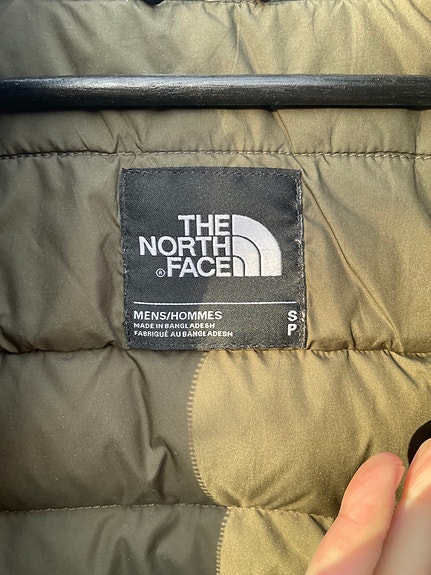 THE
NORTH
® FACE
MENS/HOMMES S
MADE IN BANGLADESH P
FABRIQUÉ AU BANGLADESH